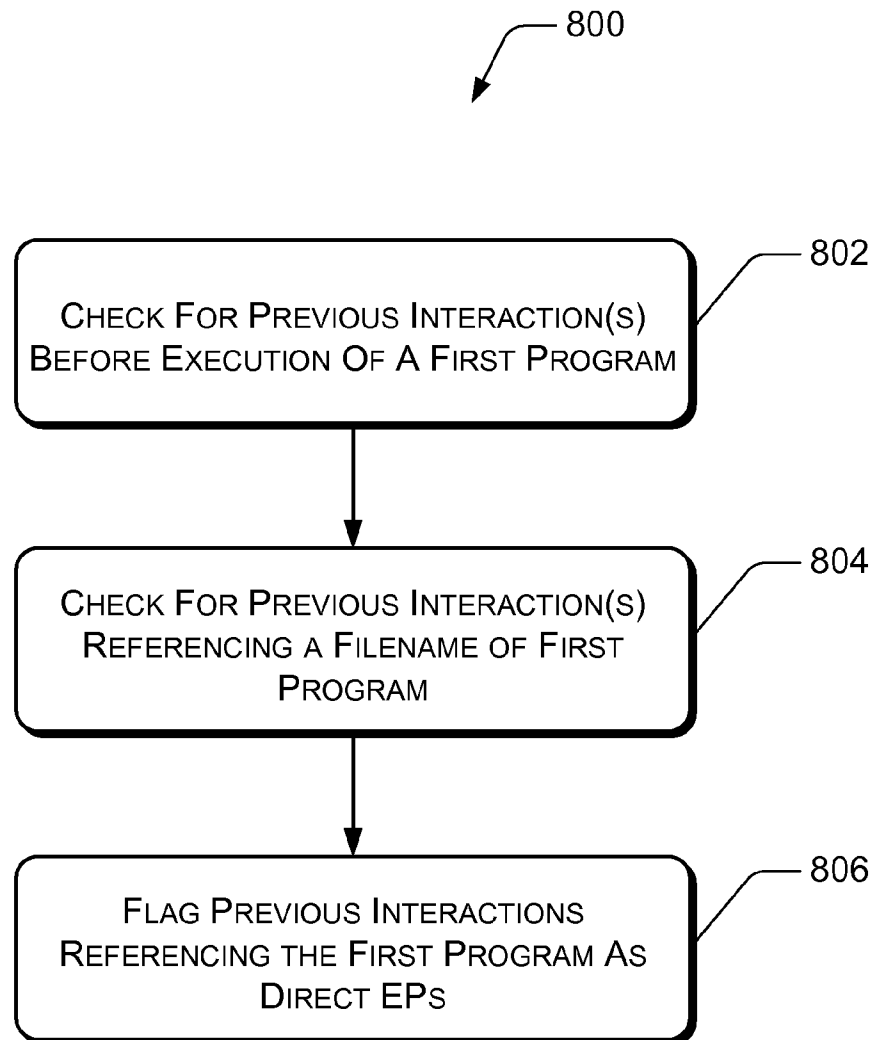 800
802
CHECK FOR PREVIOUS INTERACTION(S)
BEFORE EXECUTION OF A FIRST PROGRAM
804
CHECK FOR PREVIOUS INTERACTION(S)
REFERENCING A FILENAME OF FIRST
PROGRAM
806
FLAG PREVIOUS INTERACTIONS
REFERENCING THE FIRST PROGRAM AS
DIRECT EPS